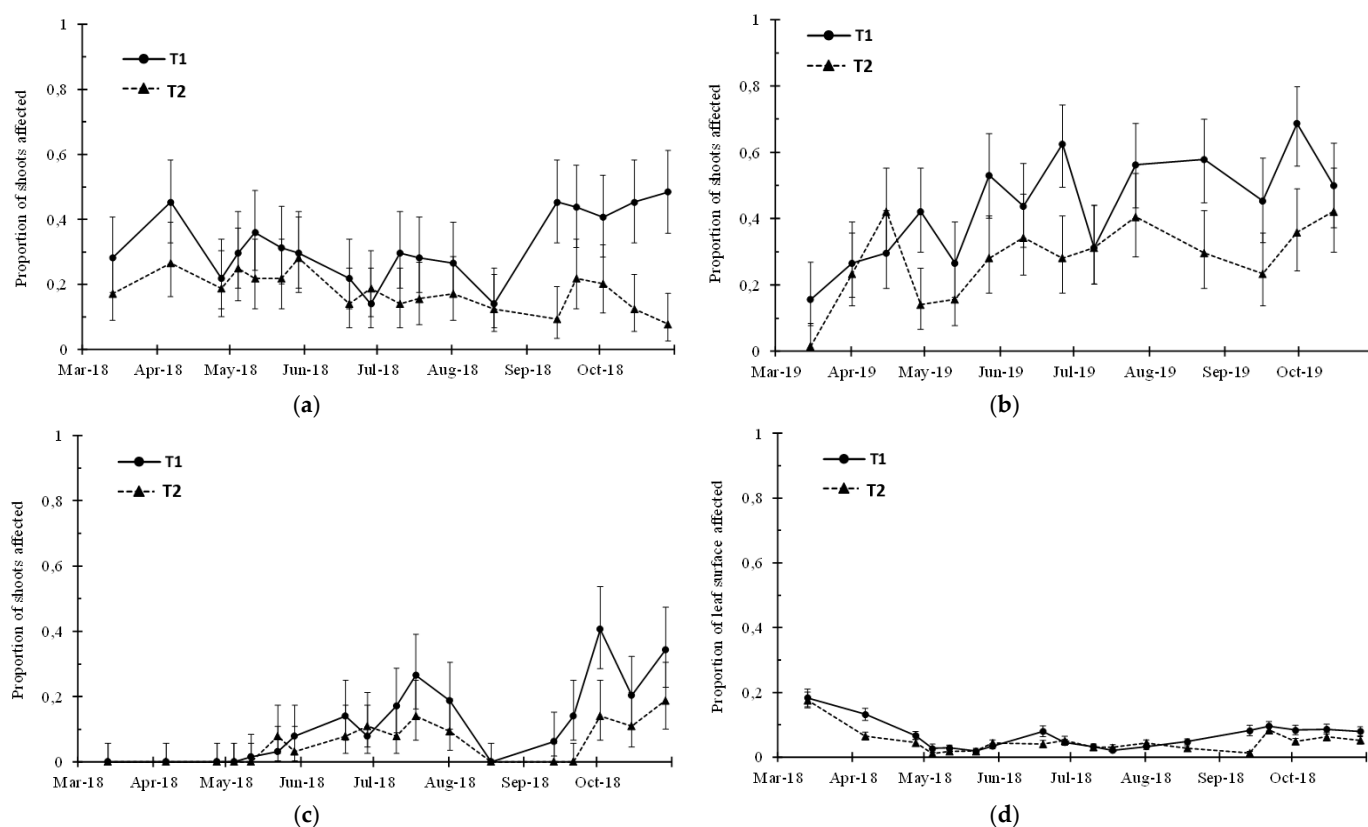 1
0,8
0,6
0,4
0,2
0
Proportion of shoots affected
T1
T2
Mar-18 Apr-18 May-18 Jun-18 Jul-18 Aug-18 Sep-18 Oct-18
(a)
1
0,8
0,6
0,4
0,2
0
Proportion of shoots affected
T1
T2
Mar-19 Apr-19 May-19 Jun-19 Jul-19 Aug-19 Sep-19 Oct-19
(b)
1
0,8
0,6
0,4
0,2
0
Proportion of shoots affected
T1
T2
Mar-18 Apr-18 May-18 Jun-18 Jul-18 Aug-18 Sep-18 Oct-18
(c)
1
0,8
0,6
0,4
0,2
0
Proportion of leaf surface affected
T1
T2
Mar-18 Apr-18 May-18 Jun-18 Jul-18 Aug-18 Sep-18 Oct-18
(d)